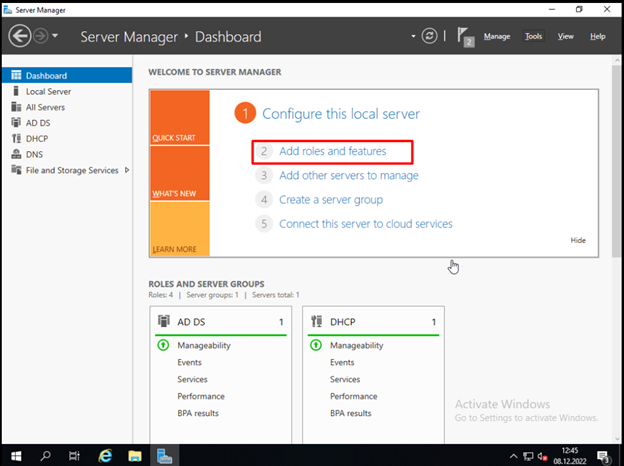 Server Manager
Server Manager ‣ Dashboard
2
Manage
Tools
View
Help
Dashboard
Local Server
All Servers
AD DS
DHCP
DNS
File and Storage Services
WELCOME TO SERVER MANAGER
QUICK START
WHAT'S NEW
LEARN MORE
1 Configure this local server
2 Add roles and features
3 Add other servers to manage
4 Create a server group
5 Connect this server to cloud services
Hide
ROLES AND SERVER GROUPS
Roles: 4 | Server groups: 1 | Servers total: 1
AD DS 1
Manageability
Events
Services
Performance
BPA results
DHCP 1
Manageability
Events
Services
Performance
BPA results
Activate Windows
Go to Settings to activate Windows.
12:45
08.12.2022
3